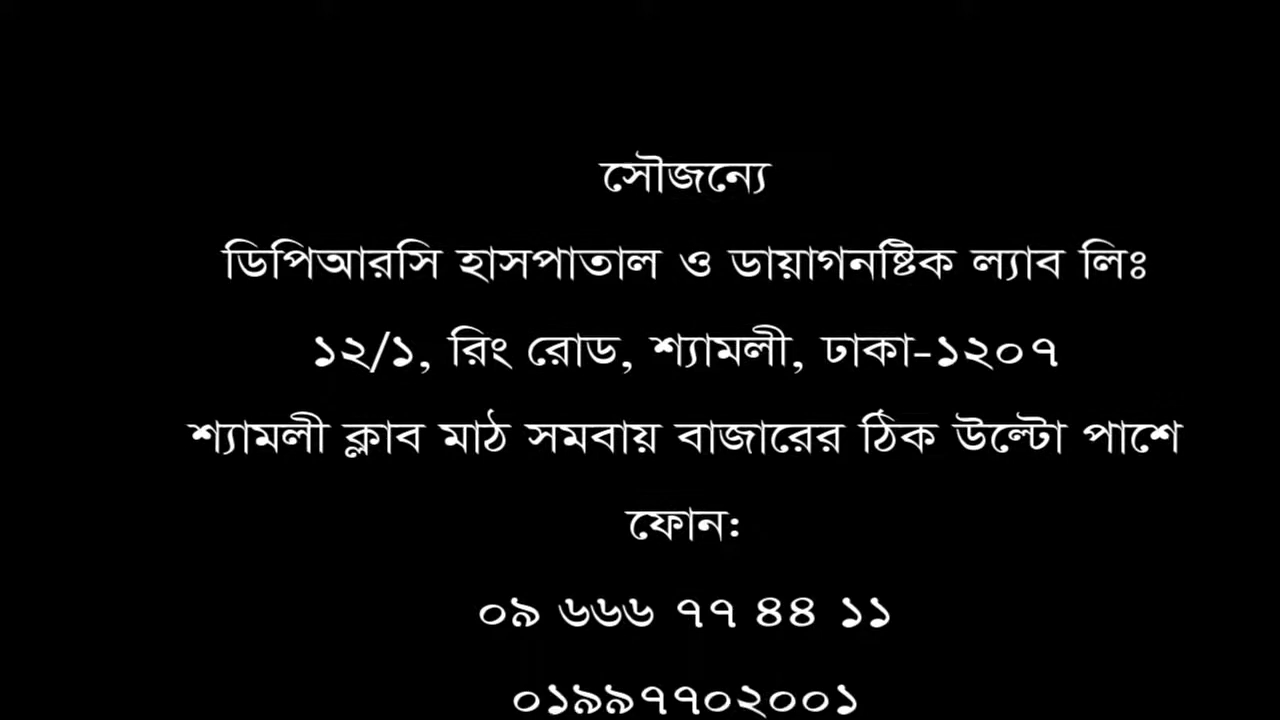 সৌজন্যে
ডিপিআরসি হাসপাতাল ও ডায়াগনষ্টিক ল্যাব লিঃ
১২/১, রিং রোড, শ্যামলী, ঢাকা-১২০৭
শ্যামলী ক্লাব মাঠ সমবায় বাজারের ঠিক উল্টো পাশে
ফোন:
০৯ ৬৬৬ ৭৭ ৪৪ ১১
০১৯৯৭৭০২০০১